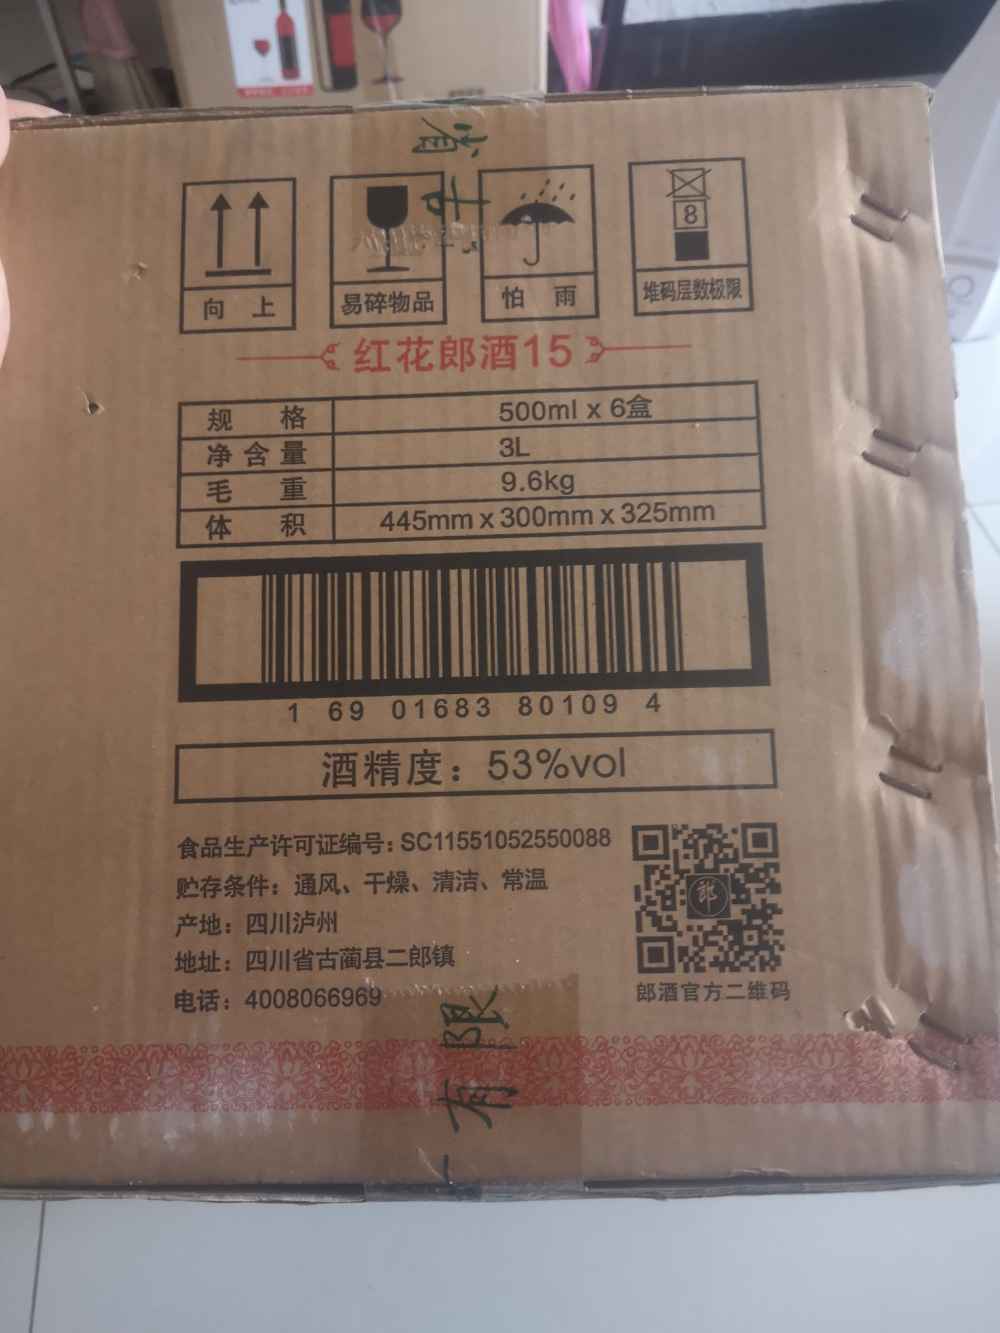 向 上
易碎物品
怕 雨
8
堆码层数极限
红花郎酒15
规 格 500ml x 6盒
净含量 3L
毛 重 9.6kg
体 积 445mm x 300mm x 325mm
1 69 01683 80109 4
酒精度：53%vol
食品生产许可证编号：SC11551052550088
贮存条件：通风、干燥、清洁、常温
产地：四川泸州
地址：四川省古蔺县二郎镇
电话：4008066969
郎
郎酒官方二维码
有限